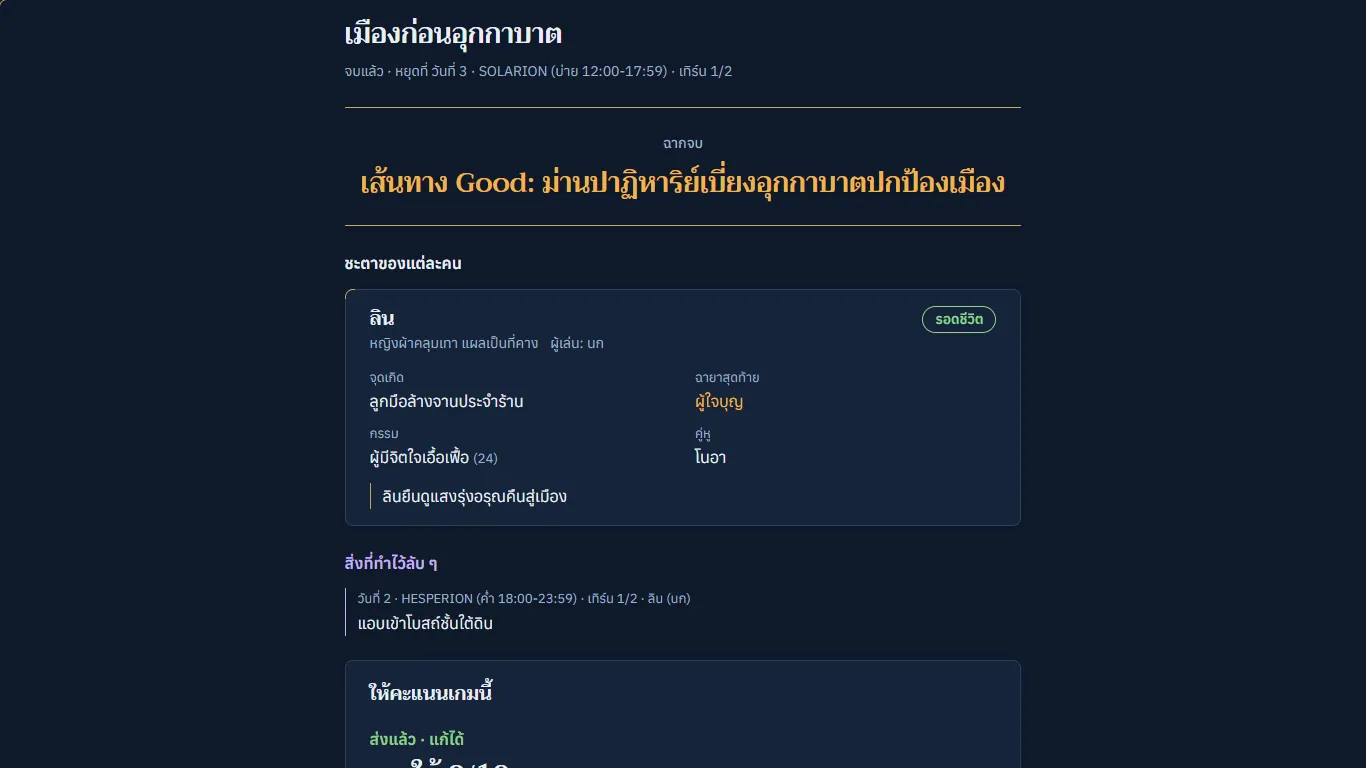 เมืองก่อนอุกกาบาต
จบแล้ว · หยุดที่ วันที่ 3 · SOLARION (บ่าย 12:00-17:59) · เทิร์น 1/2
ฉากจบ
เส้นทาง Good: ม่านปาฏิหาริย์เบี่ยงอุกกาบาตปกป้องเมือง
ชะตาของแต่ละคน
ลิน
รอดชีวิต
หญิงผ้าคลุมเทา แผลเป็นที่คาง ผู้เล่น: นก
จุดเกิด
ฉายาสุดท้าย
ลูกมือล้างจานประจำร้าน
ผู้ใจบุญ
กรรม
คู่หู
ผู้มีจิตใจเอื้อเฟื้อ (24)
โนอา
ลินยืนดูแสงรุ่งอรุณคืนสู่เมือง
สิ่งที่ทำไว้ลับ ๆ
วันที่ 2 · HESPERION (ค่ำ 18:00-23:59) · เทิร์น 1/2 · ลิน (นก)
แอบเข้าโบสถ์ชั้นใต้ดิน
ให้คะแนนเกมนี้
ส่งแล้ว · แก้ได้